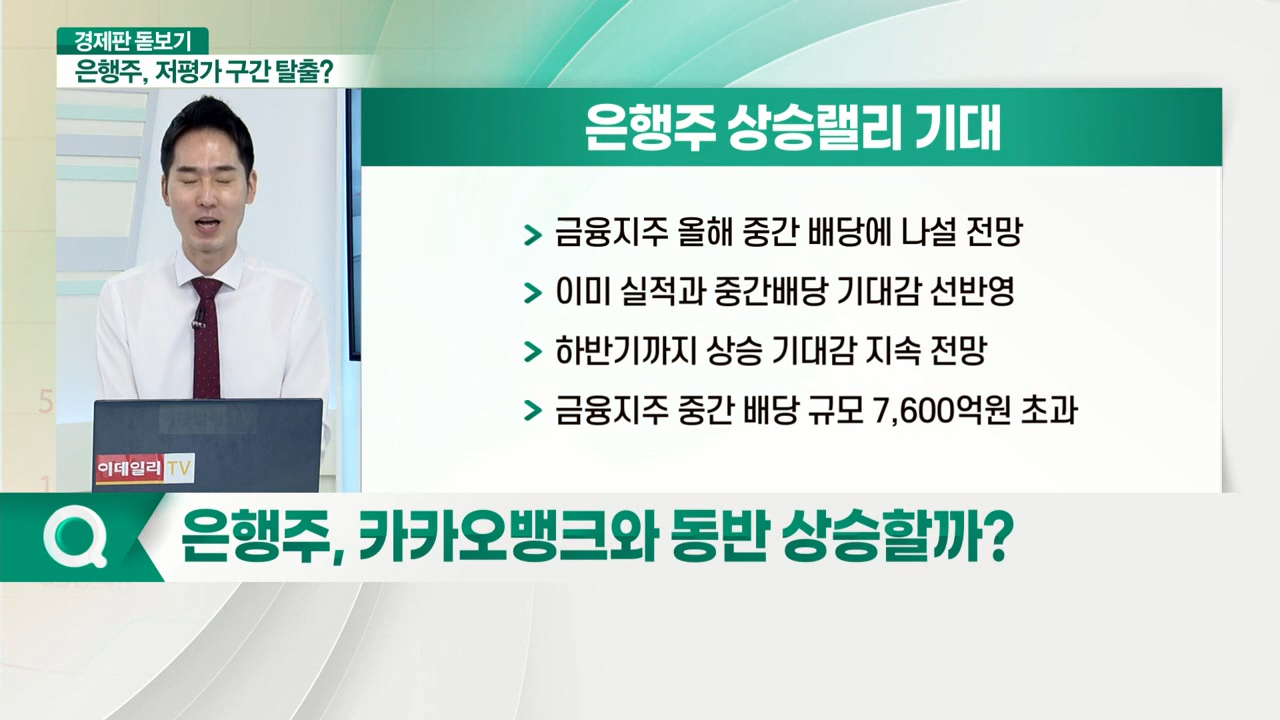 경제판 돋보기
은행주, 저평가 구간 탈출?
은행주 상승랠리 기대
> 금융지주 올해 중간 배당에 나설 전망
> 이미 실적과 중간배당 기대감 선반영
> 하반기까지 상승 기대감 지속 전망
> 금융지주 중간 배당 규모 7,600억원 초과
이데일리 TV
Q 은행주, 카카오뱅크와 동반 상승할까?